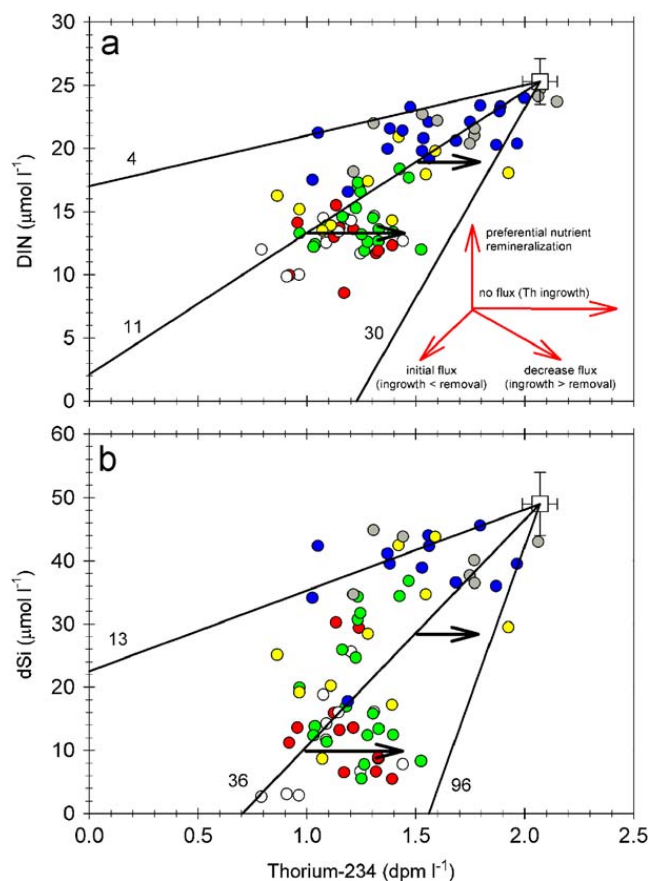 a
30
25
20
15
10
5
0
DIN (µmol l⁻¹)
4
11
30
preferential nutrient
remineralization
no flux (Th ingrowth)
initial flux
(ingrowth < removal)
decrease flux
(ingrowth > removal)
b
60
50
40
30
20
10
0
dSi (µmol l⁻¹)
13
36
96
0.0 0.5 1.0 1.5 2.0 2.5
Thorium-234 (dpm l⁻¹)